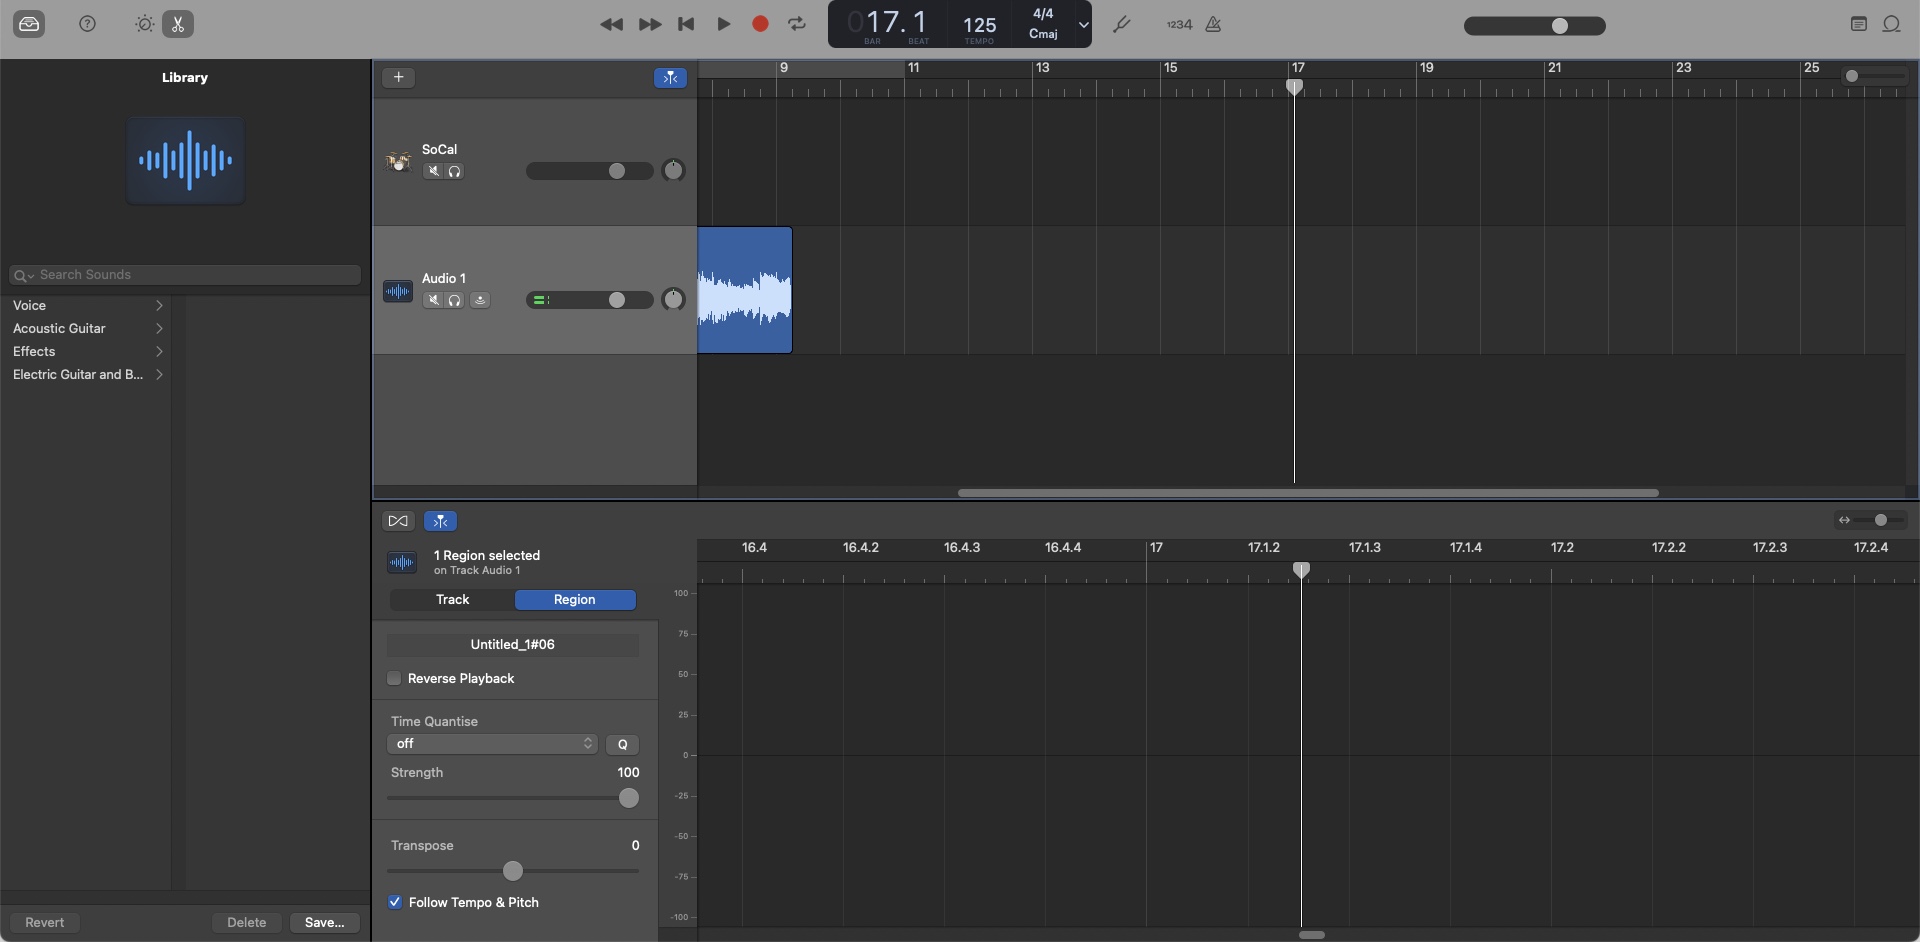 017.1
BAR
BEAT
125
TEMPO
4/4
Cmaj
1234
Library
Search Sounds
Voice
Acoustic Guitar
Effects
Electric Guitar and B...
Revert
Delete
Save...
+
9
11
13
15
17
19
21
23
25
SoCal
Audio 1
1 Region selected
on Track Audio 1
Track
Region
Untitled_1#06
Reverse Playback
Time Quantise
off
Q
Strength
100
Transpose
0
Follow Tempo & Pitch
16.4
16.4.2
16.4.3
16.4.4
17
17.1.2
17.1.3
17.1.4
17.2
17.2.2
17.2.3
17.2.4
100
75
50
25
0
-25
-50
-75
-100